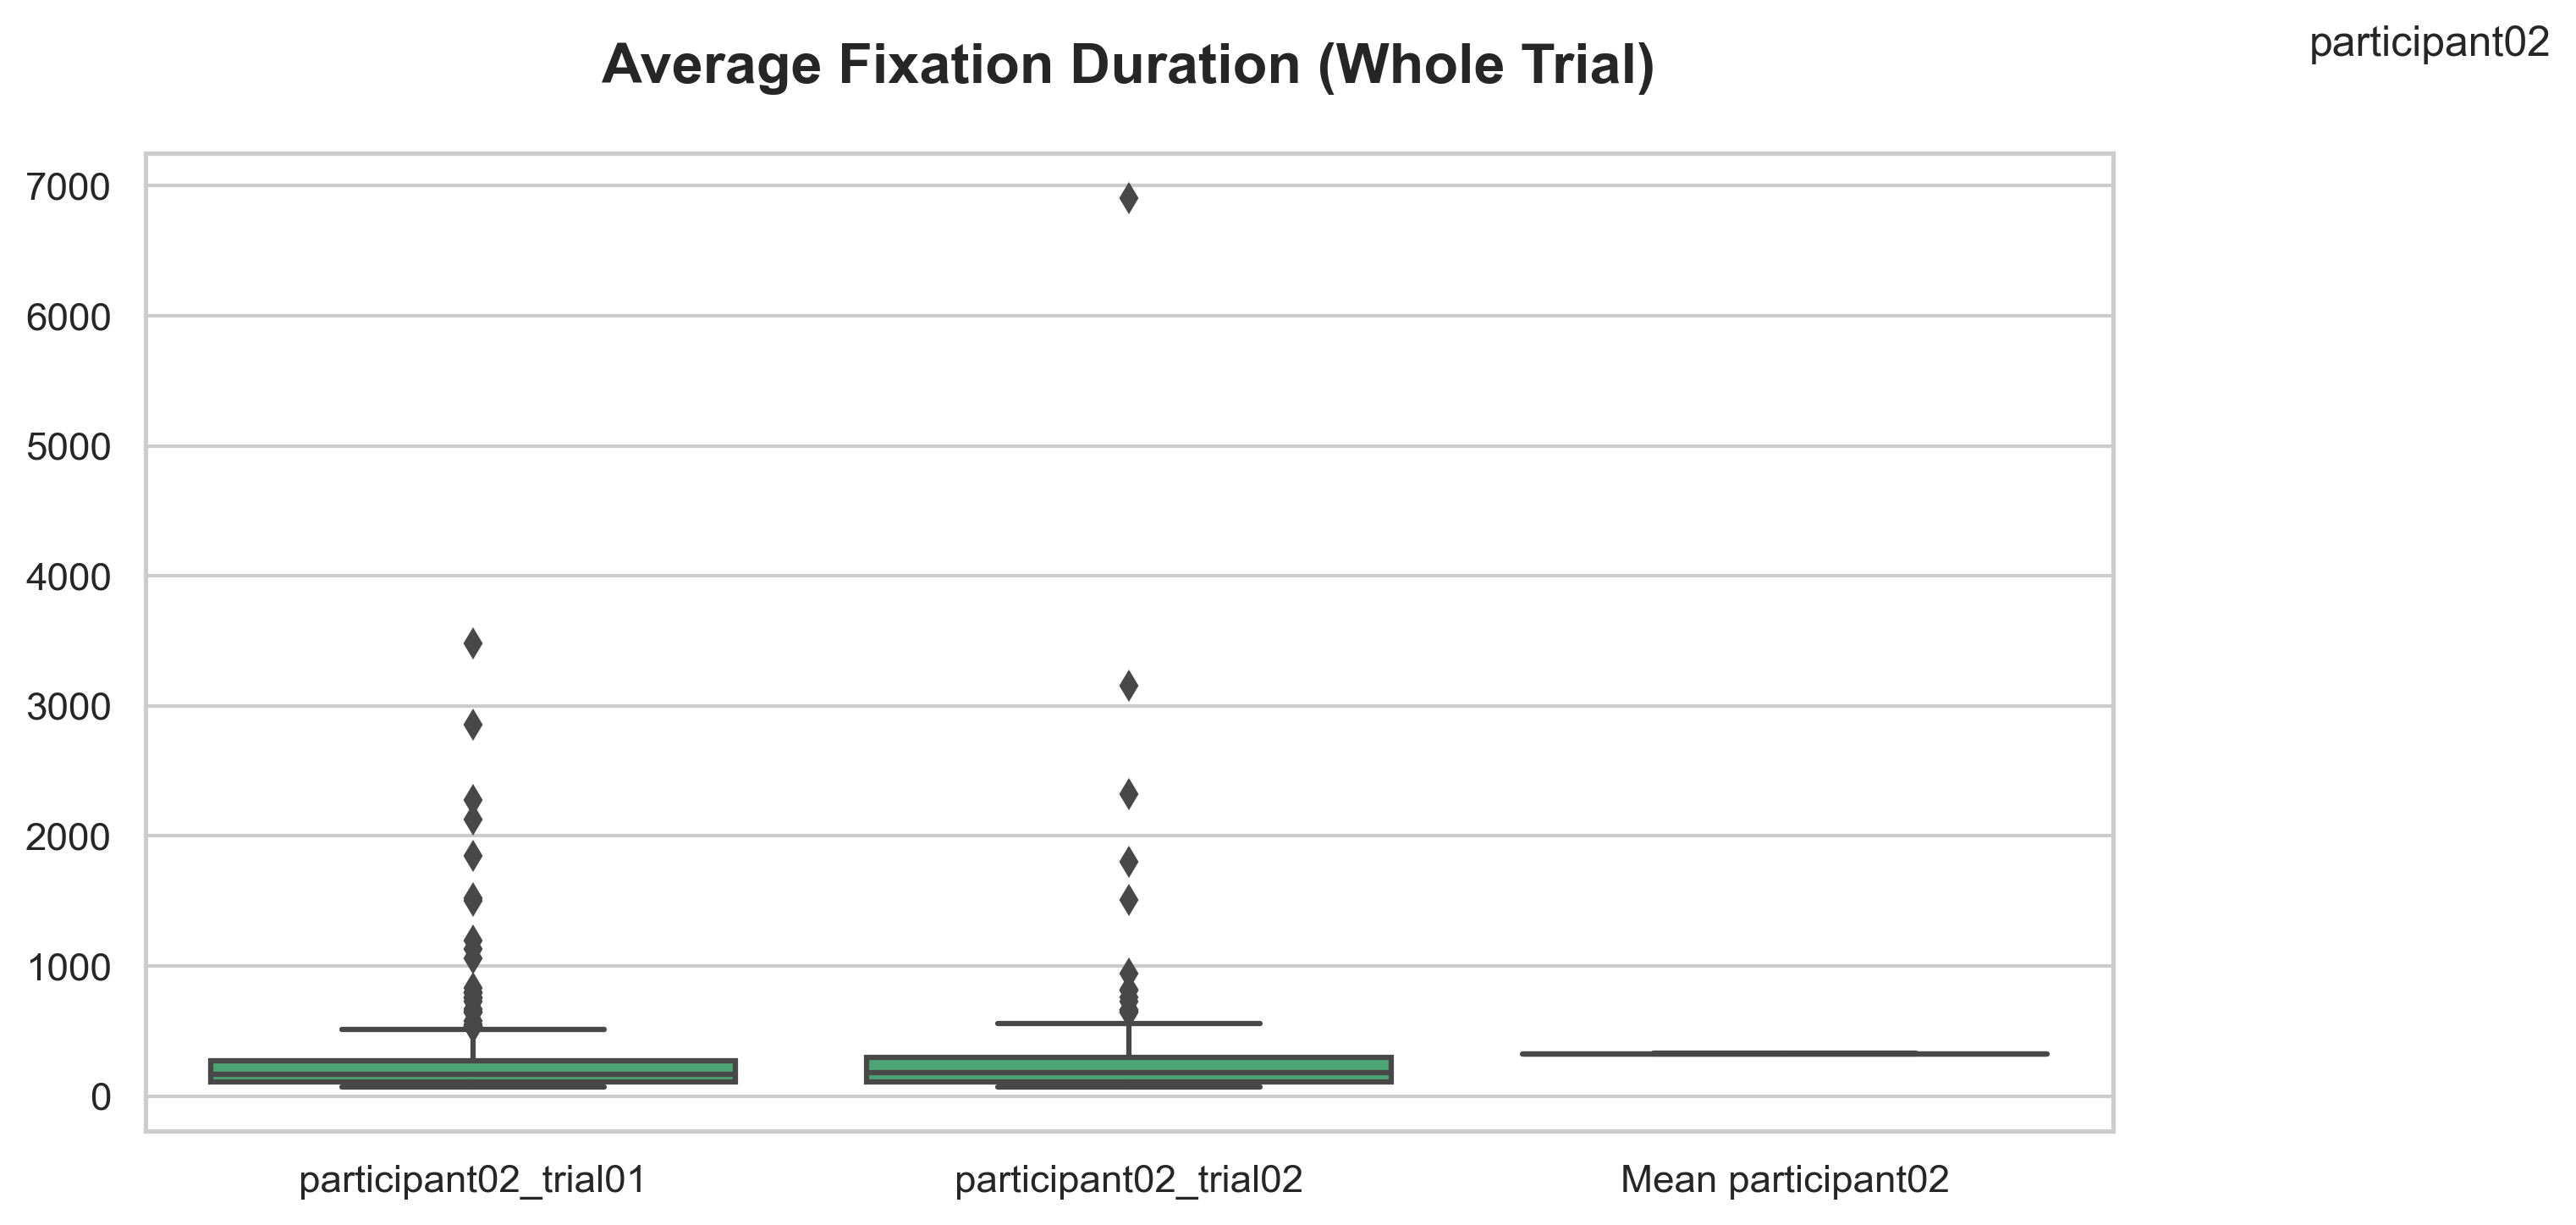 participant02
Average Fixation Duration (Whole Trial)
7000
6000
5000
4000
3000
2000
1000
0
participant02_trial01
participant02_trial02
Mean participant02